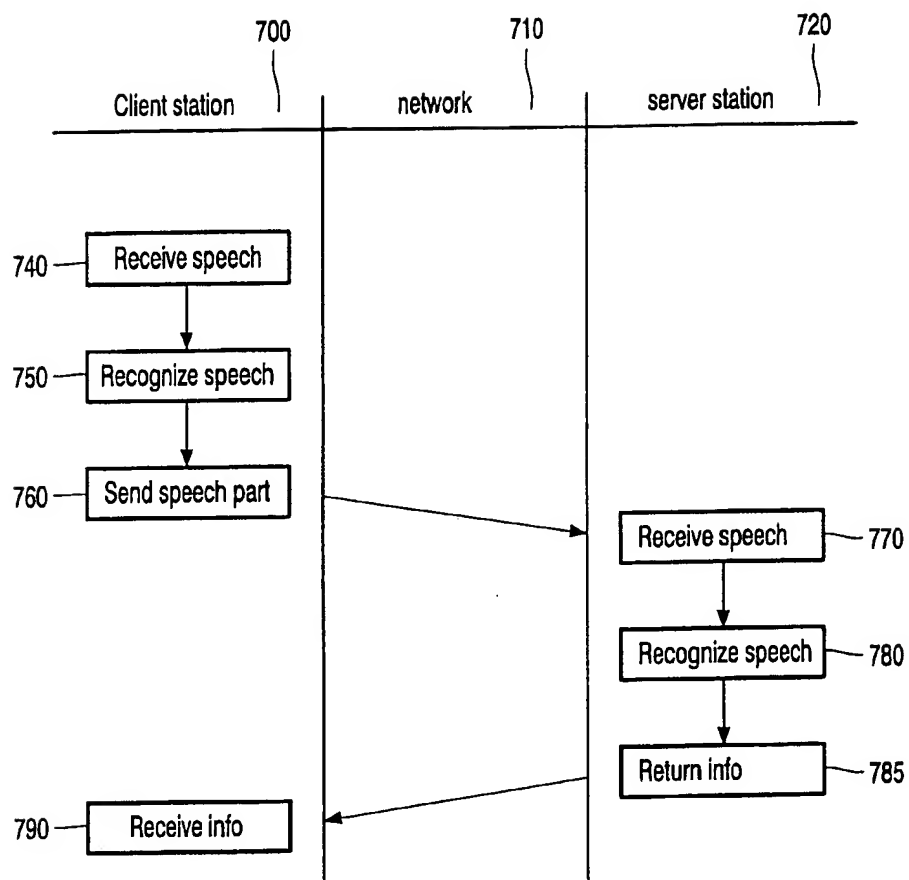 700
710
720
Client station
network
server station
740
Receive speech
750
Recognize speech
760
Send speech part
Receive speech
770
Recognize speech
780
Return info
785
790
Receive info